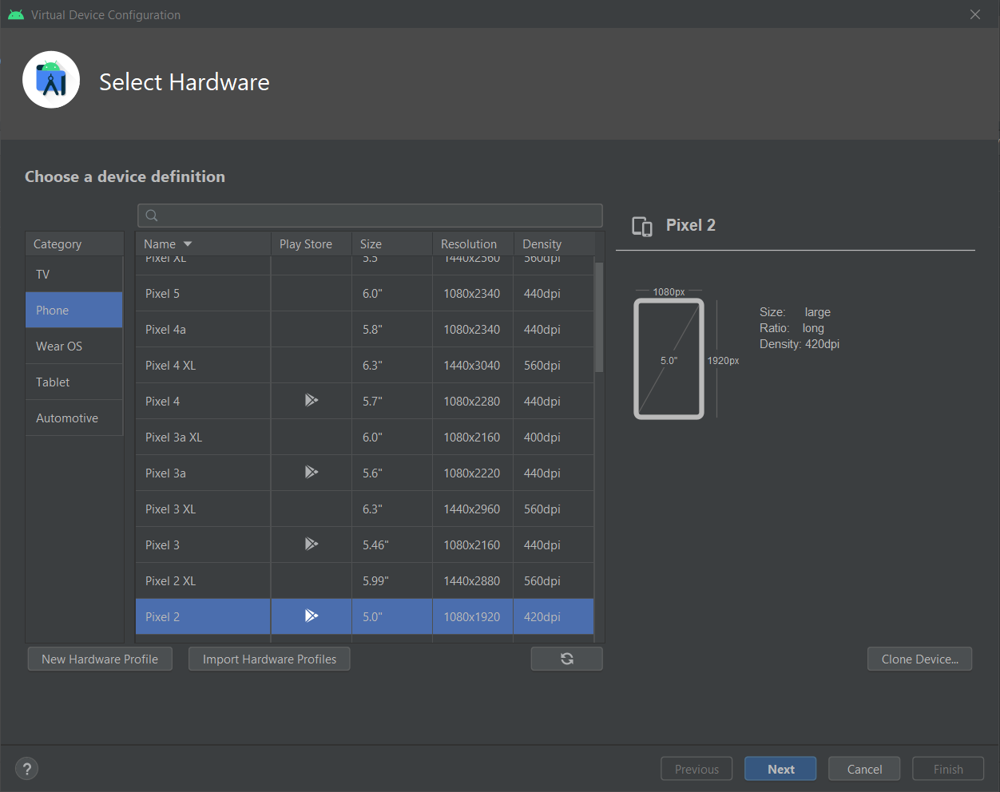 Virtual Device Configuration
Select Hardware
Choose a device definition
Category
TV
Phone
Wear OS
Tablet
Automotive
Name Play Store Size Resolution Density
Pixel XL 5.5" 1440x2560 560dpi
Pixel 5 6.0" 1080x2340 440dpi
Pixel 4a 5.8" 1080x2340 440dpi
Pixel 4 XL 6.3" 1440x3040 560dpi
Pixel 4 5.7" 1080x2280 440dpi
Pixel 3a XL 6.0" 1080x2160 400dpi
Pixel 3a 5.6" 1080x2220 440dpi
Pixel 3 XL 6.3" 1440x2960 560dpi
Pixel 3 5.46" 1080x2160 440dpi
Pixel 2 XL 5.99" 1440x2880 560dpi
Pixel 2 5.0" 1080x1920 420dpi
Pixel 2
1080px
5.0"
1920px
Size: large
Ratio: long
Density: 420dpi
New Hardware Profile Import Hardware Profiles Clone Device...
? Previous Next Cancel Finish